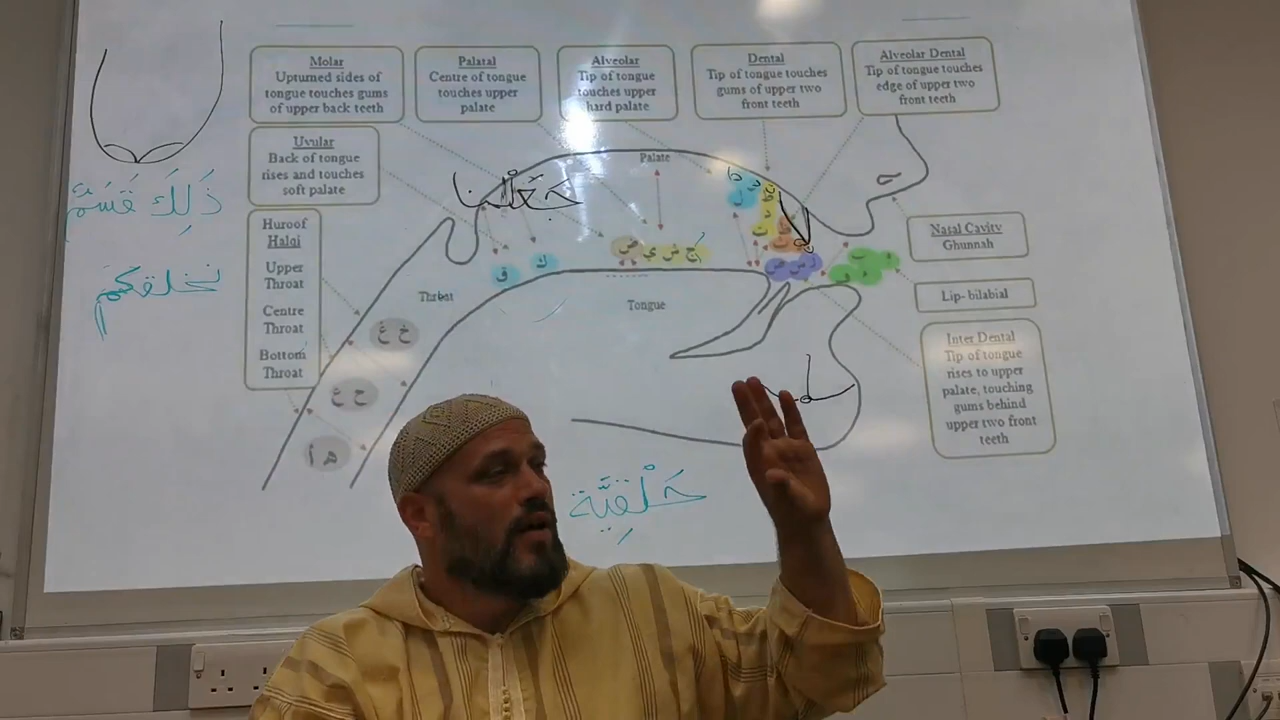 Molar
Upturned sides of
tongue touches gums
of upper back teeth
Palatal
Centre of tongue
touches upper
palate
Alveolar
Tip of tongue
touches upper
hard palate
Dental
Tip of tongue touches
gums of upper two
front teeth
Alveolar Dental
Tip of tongue touches
edge of upper two
front teeth
Uvular
Back of tongue
rises and touches
soft palate
Huroof
Halqi
Upper
Throat
Centre
Throat
Bottom
Throat
Palate
Throat
Tongue
Nasal Cavity
Ghunnah
Lip- bilabial
Inter Dental
Tip of tongue
rises to upper
palate, touching
gums behind
upper two front
teeth
جَعَلْنا
ق
ك
ج ش ي ض
خ غ
ح ع
ه أ
ذَلِكَ قَسَمٌ
نخلقكم
حَلْقِيَّة